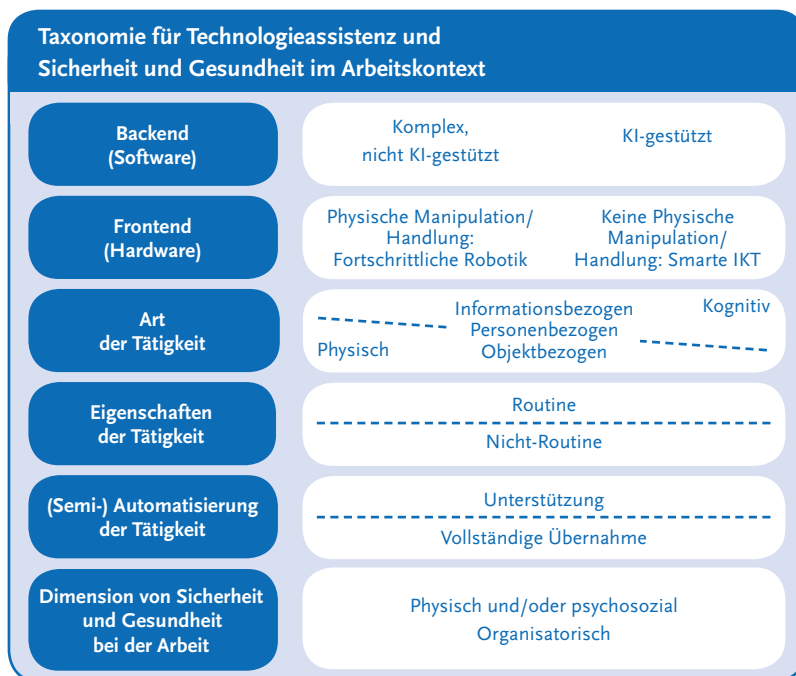 Taxonomie für Technologieassistenz und
Sicherheit und Gesundheit im Arbeitskontext
Backend
(Software)
Komplex,
nicht KI-gestützt
KI-gestützt
Frontend
(Hardware)
Physische Manipulation/
Handlung:
Fortschrittliche Robotik
Keine Physische
Manipulation/
Handlung: Smarte IKT
Art
der Tätigkeit
Physisch
Informationsbezogen
Personenbezogen
Objektbezogen
Kognitiv
Eigenschaften
der Tätigkeit
Routine
Nicht-Routine
(Semi-) Automatisierung
der Tätigkeit
Unterstützung
Vollständige Übernahme
Dimension von Sicherheit
und Gesundheit
bei der Arbeit
Physisch und/oder psychosozial
Organisatorisch